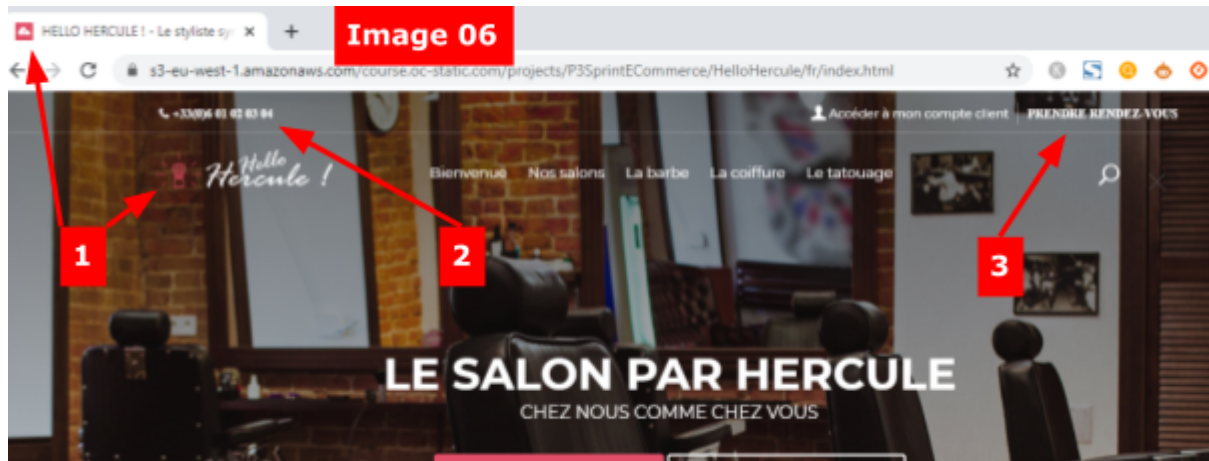 HELLO HERCULE ! - Le styliste sy
Image 06
s3-eu-west-1.amazonaws.com/course.oc-static.com/projects/P3SprintECommerce/HelloHercule/fr/index.html
+33(0)6 01 02 03 04 Accéder à mon compte client PRENDRE RENDEZ-VOUS
Hello
Hercule !
Bienvenue Nos salons La barbe La coiffure Le tatouage
1 2 3
LE SALON PAR HERCULE
CHEZ NOUS COMME CHEZ VOUS